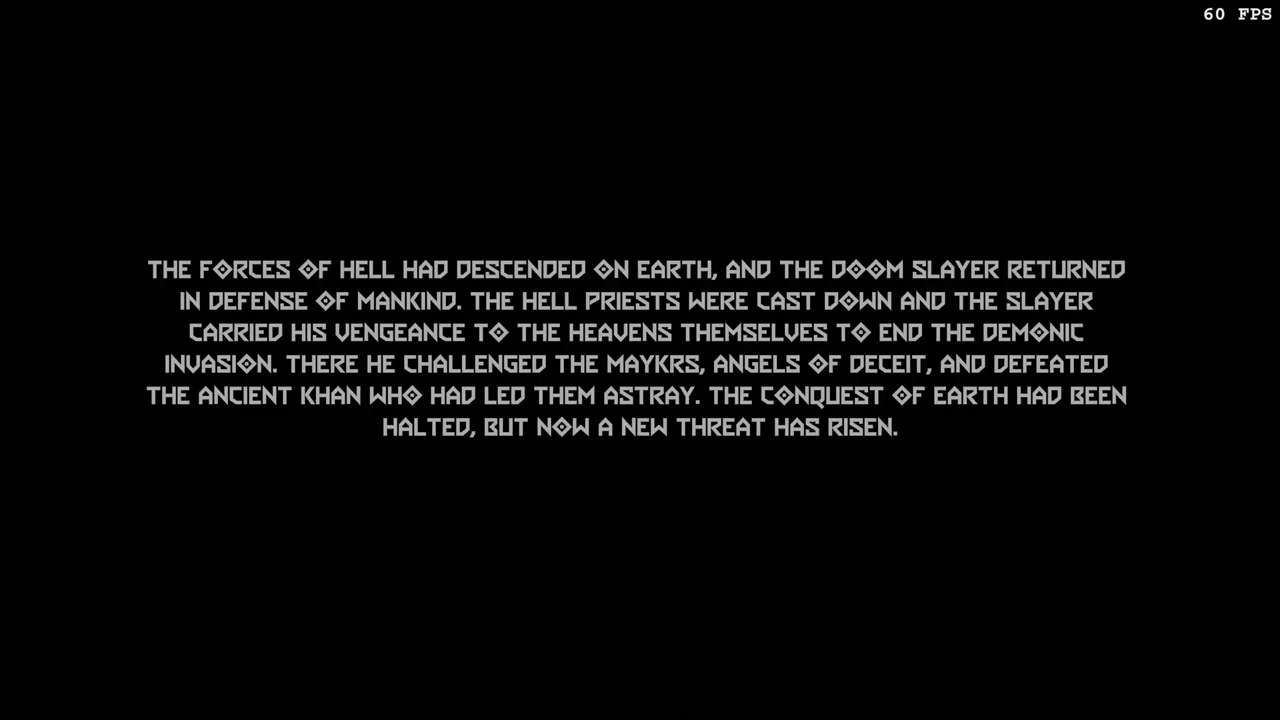 60 FPS
THE FORCES OF HELL HAD DESCENDED ON EARTH, AND THE DOOM SLAYER RETURNED
IN DEFENSE OF MANKIND. THE HELL PRIESTS WERE CAST DOWN AND THE SLAYER
CARRIED HIS VENGEANCE TO THE HEAVENS THEMSELVES TO END THE DEMONIC
INVASION. THERE HE CHALLENGED THE MAYKRS, ANGELS OF DECEIT, AND DEFEATED
THE ANCIENT KHAN WHO HAD LED THEM ASTRAY. THE CONQUEST OF EARTH HAD BEEN
HALTED, BUT NOW A NEW THREAT HAS RISEN.